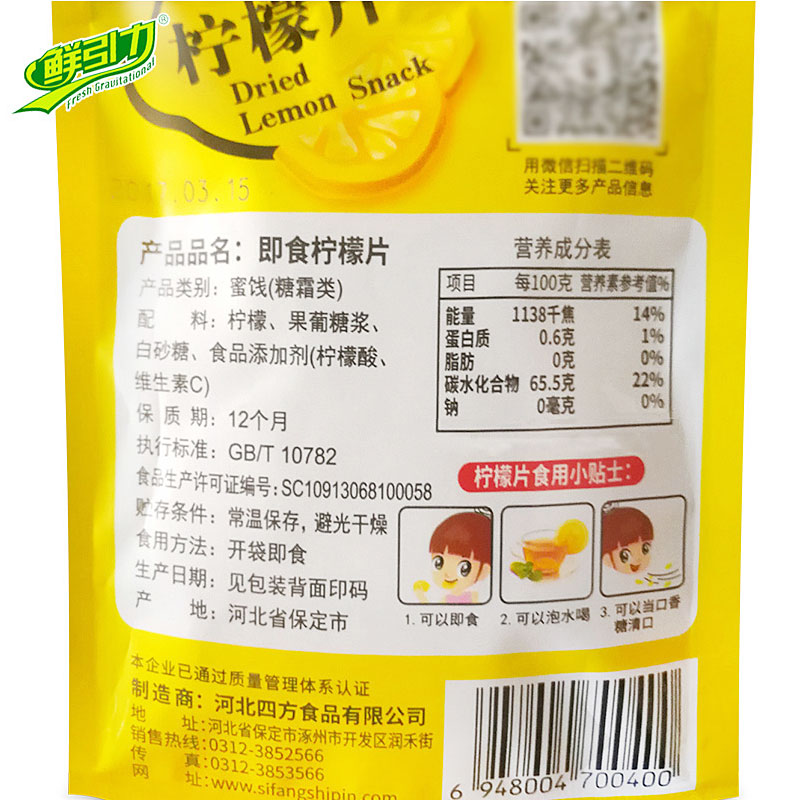 鲜引力®
Fresh Gravitational
柠檬片
Dried
Lemon Snack
用微信扫描二维码
关注更多产品信息
.03.15
产品品名：即食柠檬片
产品类别：蜜饯(糖霜类)
配 料：柠檬、果葡糖浆、
白砂糖、食品添加剂(柠檬酸、
维生素C)
保 质 期：12个月
执行标准：GB/T 10782
食品生产许可证编号：SC10913068100058
贮存条件：常温保存，避光干燥
食用方法：开袋即食
生产日期：见包装背面印码
产 地：河北省保定市
营养成分表
项目 每100克 营养素参考值%
能量 1138千焦 14%
蛋白质 0.6克 1%
脂肪 0克 0%
碳水化合物 65.5克 22%
钠 0毫克 0%
柠檬片食用小贴士：
1. 可以即食
2. 可以泡水喝
3. 可以当口香
糖清口
本企业已通过质量管理体系认证
制造商：河北四方食品有限公司
地 址：河北省保定市涿州市开发区润禾街
销售热线：0312-3852566
传 真：0312-3853566
网 址：www.sifangshipin.com
6 948004 700400